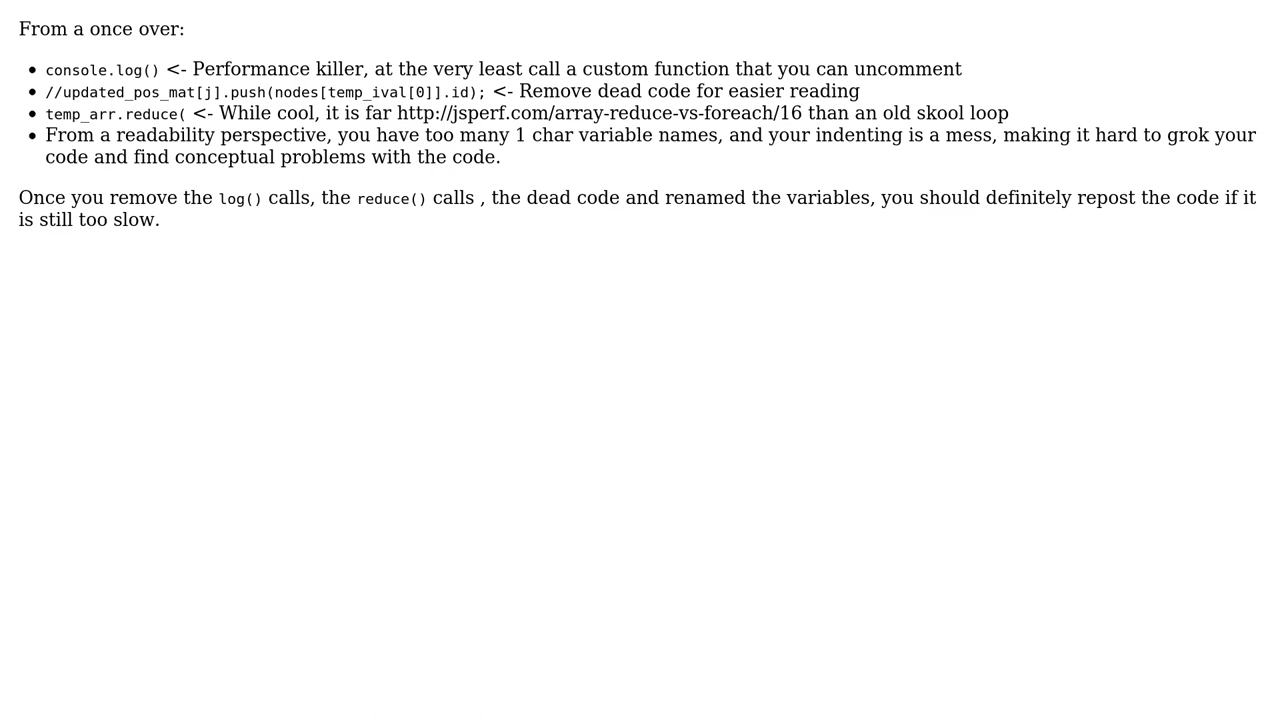 From a once over:
console.log() <- Performance killer, at the very least call a custom function that you can uncomment
//updated_pos_mat[j].push(nodes[temp_ival[0]].id); <- Remove dead code for easier reading
temp_arr.reduce( <- While cool, it is far http://jsperf.com/array-reduce-vs-foreach/16 than an old skool loop
From a readability perspective, you have too many 1 char variable names, and your indenting is a mess, making it hard to grok your
code and find conceptual problems with the code.
Once you remove the log() calls, the reduce() calls , the dead code and renamed the variables, you should definitely repost the code if it
is still too slow.